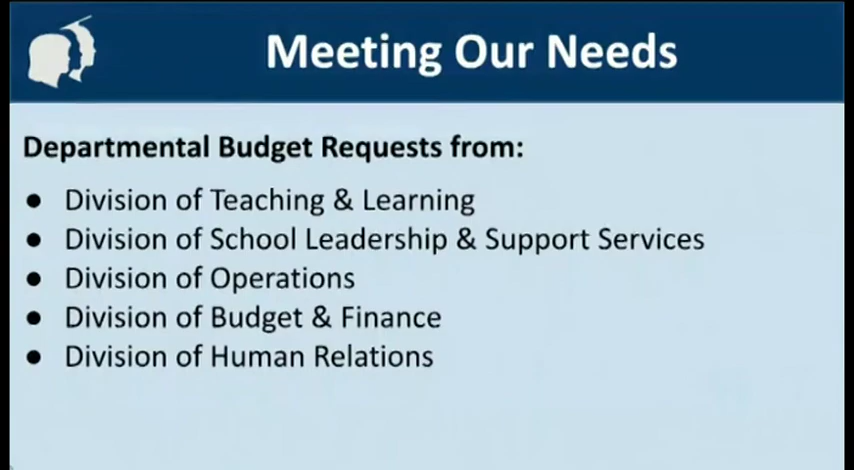 Meeting Our Needs
Departmental Budget Requests from:
● Division of Teaching & Learning
● Division of School Leadership & Support Services
● Division of Operations
● Division of Budget & Finance
● Division of Human Relations